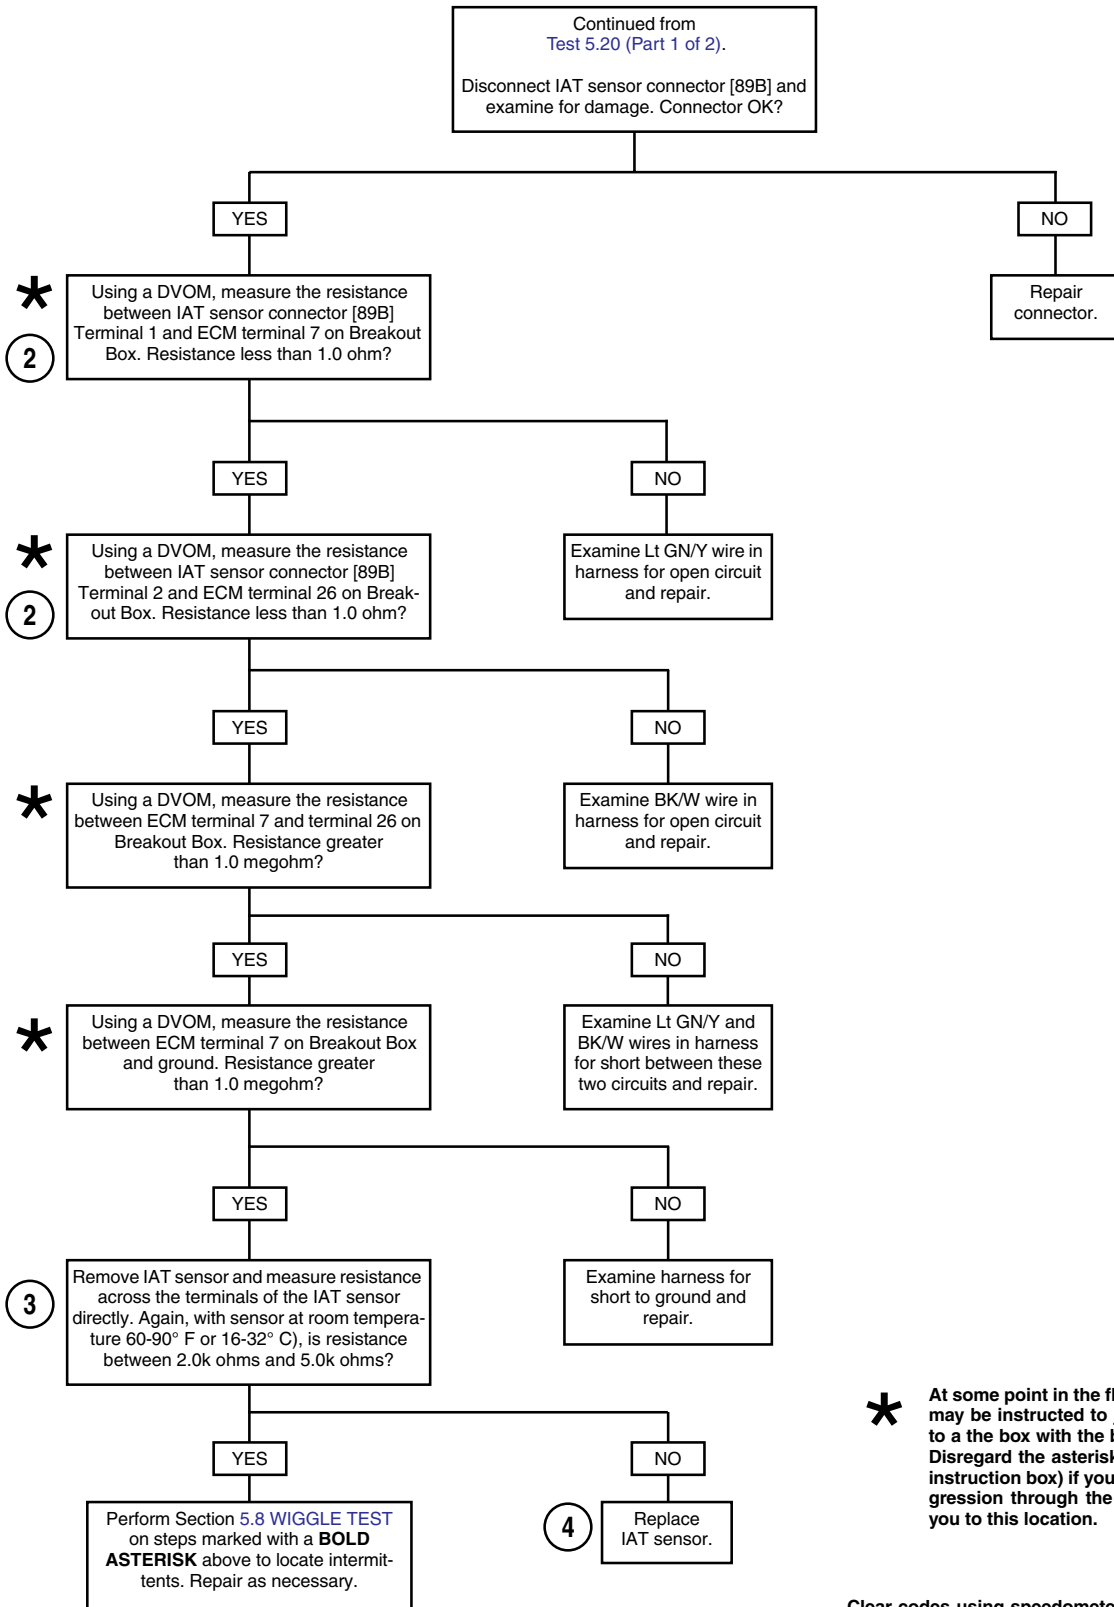 Continued from
Test 5.20 (Part 1 of 2).
Disconnect IAT sensor connector [89B] and
examine for damage. Connector OK?
YES
NO
*
2
Using a DVOM, measure the resistance
between IAT sensor connector [89B]
Terminal 1 and ECM terminal 7 on Breakout
Box. Resistance less than 1.0 ohm?
Repair
connector.
YES
NO
*
2
Using a DVOM, measure the resistance
between IAT sensor connector [89B]
Terminal 2 and ECM terminal 26 on Break-
out Box. Resistance less than 1.0 ohm?
Examine Lt GN/Y wire in
harness for open circuit
and repair.
YES
NO
*
Using a DVOM, measure the resistance
between ECM terminal 7 and terminal 26 on
Breakout Box. Resistance greater
than 1.0 megohm?
Examine BK/W wire in
harness for open circuit
and repair.
YES
NO
*
Using a DVOM, measure the resistance
between ECM terminal 7 on Breakout Box
and ground. Resistance greater
than 1.0 megohm?
Examine Lt GN/Y and
BK/W wires in harness
for short between these
two circuits and repair.
YES
NO
3
Remove IAT sensor and measure resistance
across the terminals of the IAT sensor
directly. Again, with sensor at room tempera-
ture 60-90° F or 16-32° C), is resistance
between 2.0k ohms and 5.0k ohms?
Examine harness for
short to ground and
repair.
YES
NO
Perform Section 5.8 WIGGLE TEST
on steps marked with a BOLD
ASTERISK above to locate intermit-
tents. Repair as necessary.
4
Replace
IAT sensor.
*
At some point in the
may be instructed to
to a the box with the
Disregard the asterisk
instruction box) if you
gression through the
you to this location.
Clear codes using